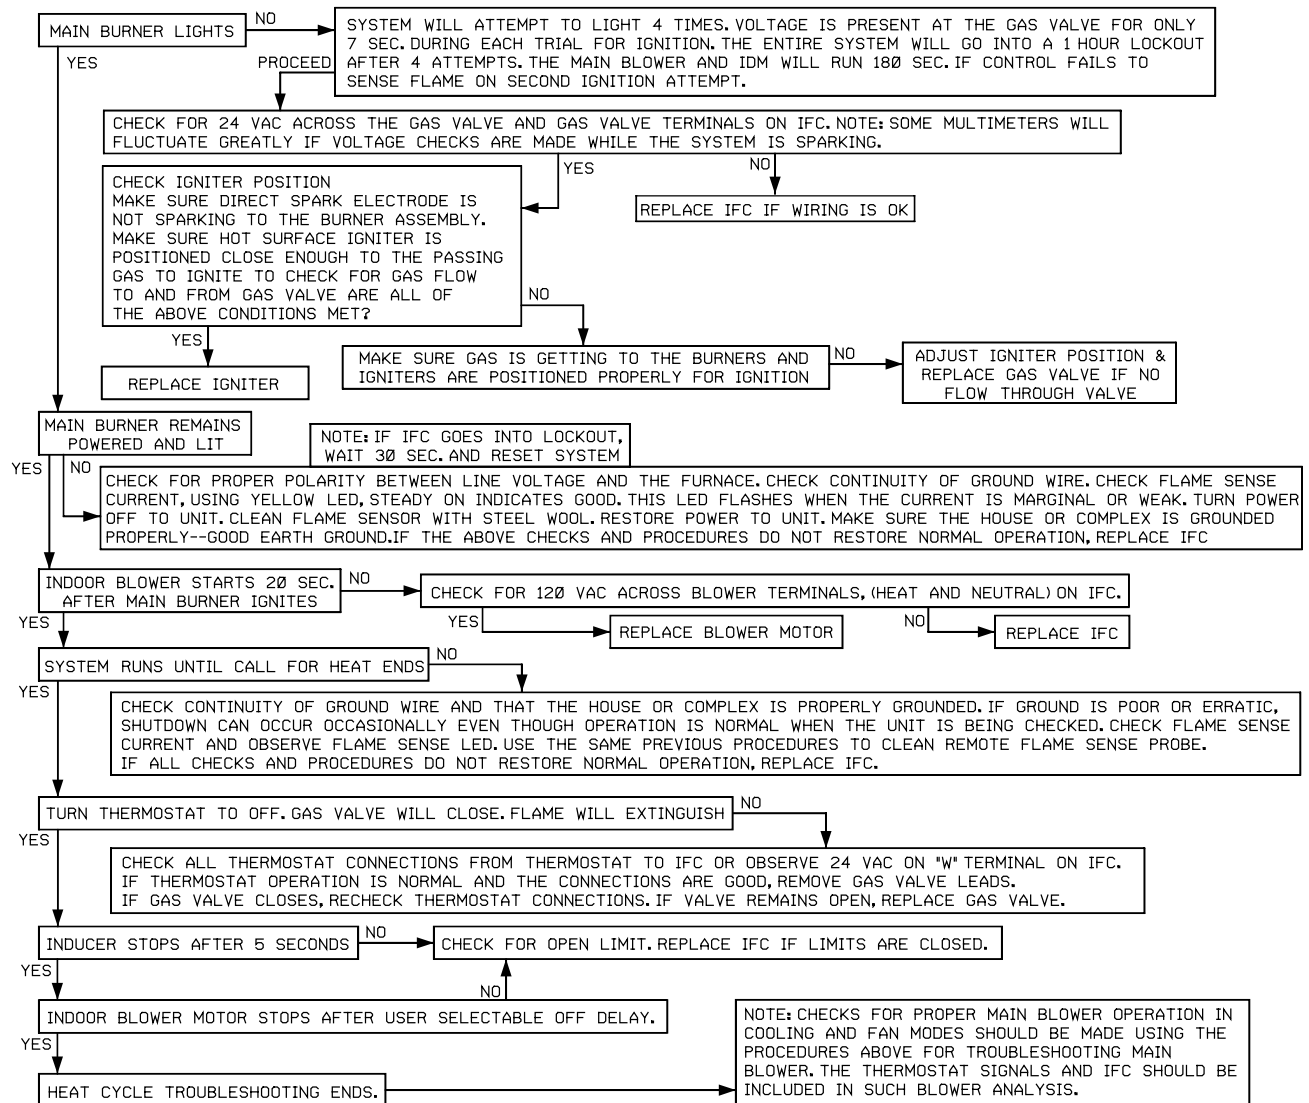 MAIN BURNER LIGHTS
NO
SYSTEM WILL ATTEMPT TO LIGHT 4 TIMES. VOLTAGE IS PRESENT AT THE GAS VALVE FOR ONLY
7 SEC. DURING EACH TRIAL FOR IGNITION. THE ENTIRE SYSTEM WILL GO INTO A 1 HOUR LOCKOUT
AFTER 4 ATTEMPTS. THE MAIN BLOWER AND IDM WILL RUN 180 SEC. IF CONTROL FAILS TO
SENSE FLAME ON SECOND IGNITION ATTEMPT.
YES
PROCEED
CHECK FOR 24 VAC ACROSS THE GAS VALVE AND GAS VALVE TERMINALS ON IFC. NOTE: SOME MULTIMETERS WILL
FLUCTUATE GREATLY IF VOLTAGE CHECKS ARE MADE WHILE THE SYSTEM IS SPARKING.
YES
NO
CHECK IGNITER POSITION
MAKE SURE DIRECT SPARK ELECTRODE IS
NOT SPARKING TO THE BURNER ASSEMBLY.
MAKE SURE HOT SURFACE IGNITER IS
POSITIONED CLOSE ENOUGH TO THE PASSING
GAS TO IGNITE TO CHECK FOR GAS FLOW
TO AND FROM GAS VALVE ARE ALL OF
THE ABOVE CONDITIONS MET?
REPLACE IFC IF WIRING IS OK
NO
YES
REPLACE IGNITER
MAKE SURE GAS IS GETTING TO THE BURNERS AND
IGNITERS ARE POSITIONED PROPERLY FOR IGNITION
NO
ADJUST IGNITER POSITION &
REPLACE GAS VALVE IF NO
FLOW THROUGH VALVE
MAIN BURNER REMAINS
POWERED AND LIT
NOTE: IF IFC GOES INTO LOCKOUT,
WAIT 30 SEC. AND RESET SYSTEM
YES
NO
CHECK FOR PROPER POLARITY BETWEEN LINE VOLTAGE AND THE FURNACE. CHECK CONTINUITY OF GROUND WIRE. CHECK FLAME SENSE
CURRENT, USING YELLOW LED, STEADY ON INDICATES GOOD. THIS LED FLASHES WHEN THE CURRENT IS MARGINAL OR WEAK. TURN POWER
OFF TO UNIT. CLEAN FLAME SENSOR WITH STEEL WOOL. RESTORE POWER TO UNIT. MAKE SURE THE HOUSE OR COMPLEX IS GROUNDED
PROPERLY--GOOD EARTH GROUND.IF THE ABOVE CHECKS AND PROCEDURES DO NOT RESTORE NORMAL OPERATION, REPLACE IFC
INDOOR BLOWER STARTS 20 SEC.
AFTER MAIN BURNER IGNITES
NO
CHECK FOR 120 VAC ACROSS BLOWER TERMINALS, (HEAT AND NEUTRAL) ON IFC.
YES
YES
REPLACE BLOWER MOTOR
NO
REPLACE IFC
SYSTEM RUNS UNTIL CALL FOR HEAT ENDS
NO
YES
CHECK CONTINUITY OF GROUND WIRE AND THAT THE HOUSE OR COMPLEX IS PROPERLY GROUNDED. IF GROUND IS POOR OR ERRATIC,
SHUTDOWN CAN OCCUR OCCASIONALLY EVEN THOUGH OPERATION IS NORMAL WHEN THE UNIT IS BEING CHECKED. CHECK FLAME SENSE
CURRENT AND OBSERVE FLAME SENSE LED. USE THE SAME PREVIOUS PROCEDURES TO CLEAN REMOTE FLAME SENSE PROBE.
IF ALL CHECKS AND PROCEDURES DO NOT RESTORE NORMAL OPERATION, REPLACE IFC.
TURN THERMOSTAT TO OFF. GAS VALVE WILL CLOSE. FLAME WILL EXTINGUISH
NO
YES
CHECK ALL THERMOSTAT CONNECTIONS FROM THERMOSTAT TO IFC OR OBSERVE 24 VAC ON "W" TERMINAL ON IFC.
IF THERMOSTAT OPERATION IS NORMAL AND THE CONNECTIONS ARE GOOD, REMOVE GAS VALVE LEADS.
IF GAS VALVE CLOSES, RECHECK THERMOSTAT CONNECTIONS. IF VALVE REMAINS OPEN, REPLACE GAS VALVE.
INDUCER STOPS AFTER 5 SECONDS
NO
CHECK FOR OPEN LIMIT. REPLACE IFC IF LIMITS ARE CLOSED.
YES
NO
INDOOR BLOWER MOTOR STOPS AFTER USER SELECTABLE OFF DELAY.
YES
HEAT CYCLE TROUBLESHOOTING ENDS.
NOTE: CHECKS FOR PROPER MAIN BLOWER OPERATION IN
COOLING AND FAN MODES SHOULD BE MADE USING THE
PROCEDURES ABOVE FOR TROUBLESHOOTING MAIN
BLOWER. THE THERMOSTAT SIGNALS AND IFC SHOULD BE
INCLUDED IN SUCH BLOWER ANALYSIS.